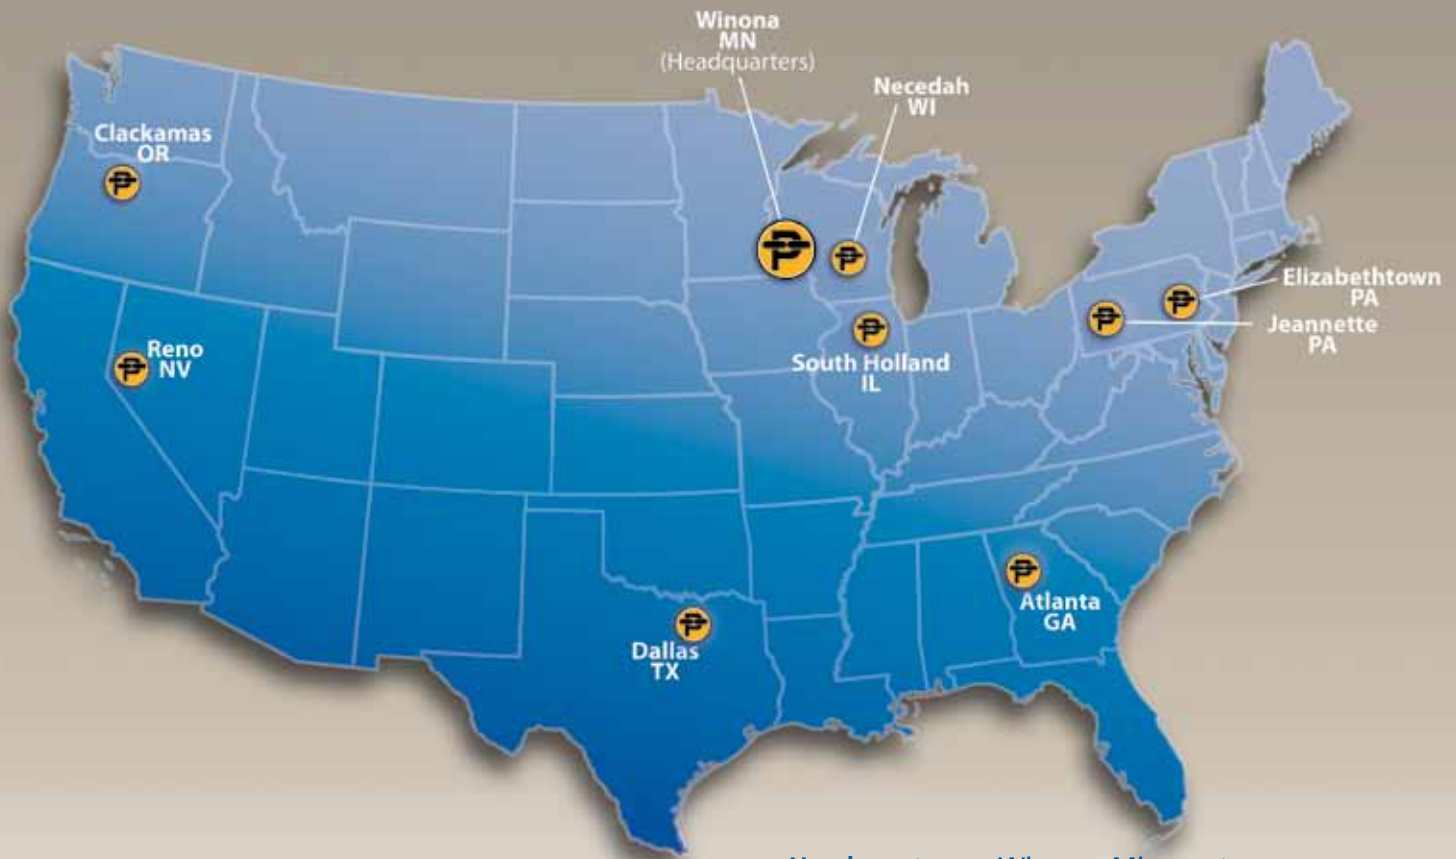 Winona
MN
(Headquarters)
Necedah
WI
Clackamas
OR
Elizabethtown
PA
Jeannette
PA
Reno
NV
South Holland
IL
Atlanta
GA
Dallas
TX